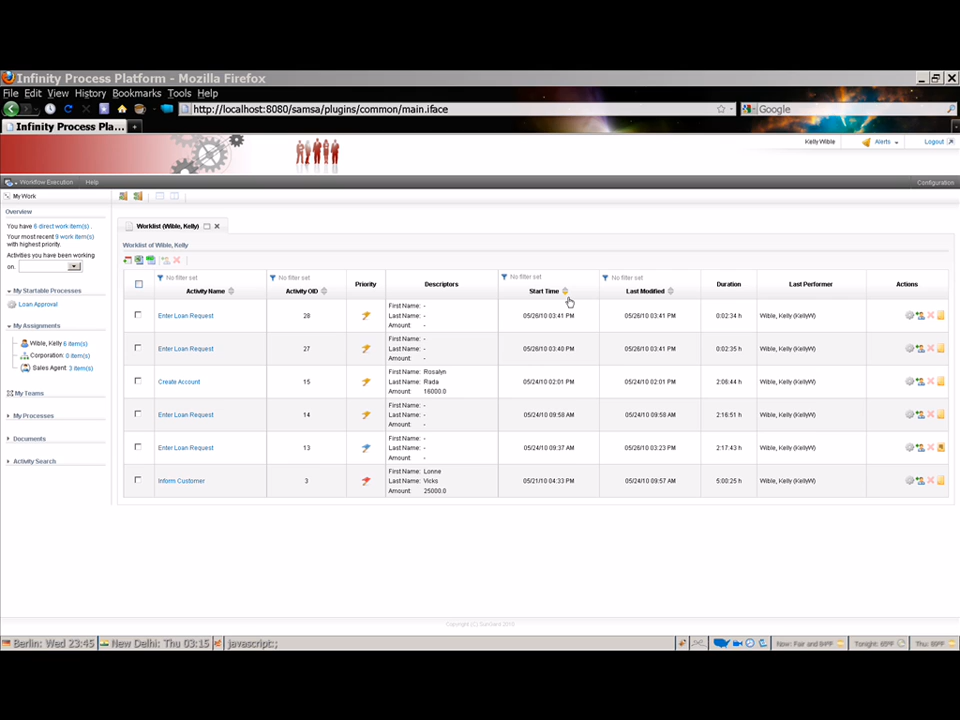 Infinity Process Platform - Mozilla Firefox
File Edit View History Bookmarks Tools Help
http://localhost:8080/samsa/plugins/common/main.iface
Google
Infinity Process Pla...
Kelly Wible Alerts Logout
Workflow Execution Help Configuration
My Work
Overview
You have 6 direct work item(s).
Your most recent 9 work item(s)
with highest priority.
Activities you have been working
on.
My Startable Processes
Loan Approval
My Assignments
Wible, Kelly 6 item(s)
Corporation: 0 item(s)
Sales Agent: 3 item(s)
My Teams
My Processes
Documents
Activity Search
Worklist (Wible, Kelly)
Worklist of Wible, Kelly
No filter set No filter set No filter set No filter set
Activity Name Activity OID Priority Descriptors Start Time Last Modified Duration Last Performer Actions
First Name: -
Enter Loan Request 28 Last Name: - 05/26/10 03:41 PM 05/26/10 03:41 PM 0:02:34 h Wible, Kelly (KellyW)
Amount: -
First Name: -
Enter Loan Request 27 Last Name: - 05/26/10 03:40 PM 05/26/10 03:41 PM 0:02:35 h Wible, Kelly (KellyW)
Amount: -
First Name: Rosalyn
Create Account 15 Last Name: Rada 05/24/10 02:01 PM 05/24/10 02:01 PM 2:06:44 h Wible, Kelly (KellyW)
Amount: 16000.0
First Name: -
Enter Loan Request 14 Last Name: - 05/24/10 09:58 AM 05/24/10 09:58 AM 2:16:51 h Wible, Kelly (KellyW)
Amount: -
First Name: -
Enter Loan Request 13 Last Name: - 05/24/10 09:37 AM 05/26/10 03:23 PM 2:17:43 h Wible, Kelly (KellyW)
Amount: -
First Name: Lonne
Inform Customer 3 Last Name: Vicks 05/21/10 04:33 PM 05/24/10 09:57 AM 5:00:25 h Wible, Kelly (KellyW)
Amount: 25000.0
Copyright (C) SunGard 2010
Berlin: Wed 23:45 New Delhi: Thu 03:15 javascript:; Now: Fair and 84°F Tonight: 65°F Thu: 89°F